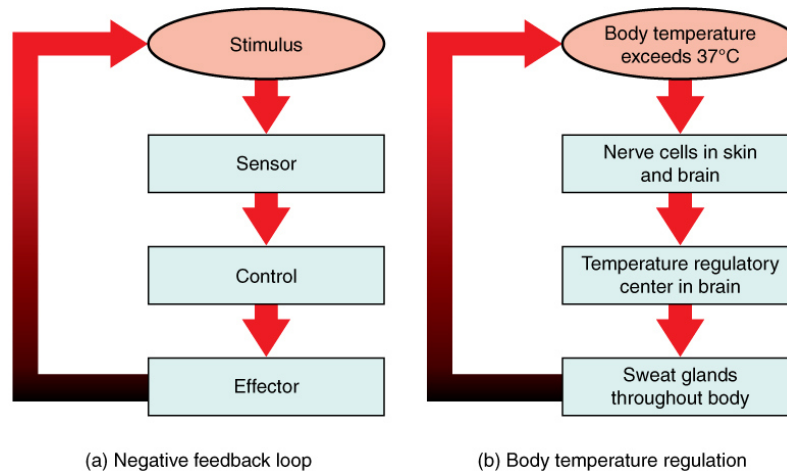 Stimulus
Sensor
Control
Effector
(a) Negative feedback loop
Body temperature
exceeds 37°C
Nerve cells in skin
and brain
Temperature regulatory
center in brain
Sweat glands
throughout body
(b) Body temperature regulation